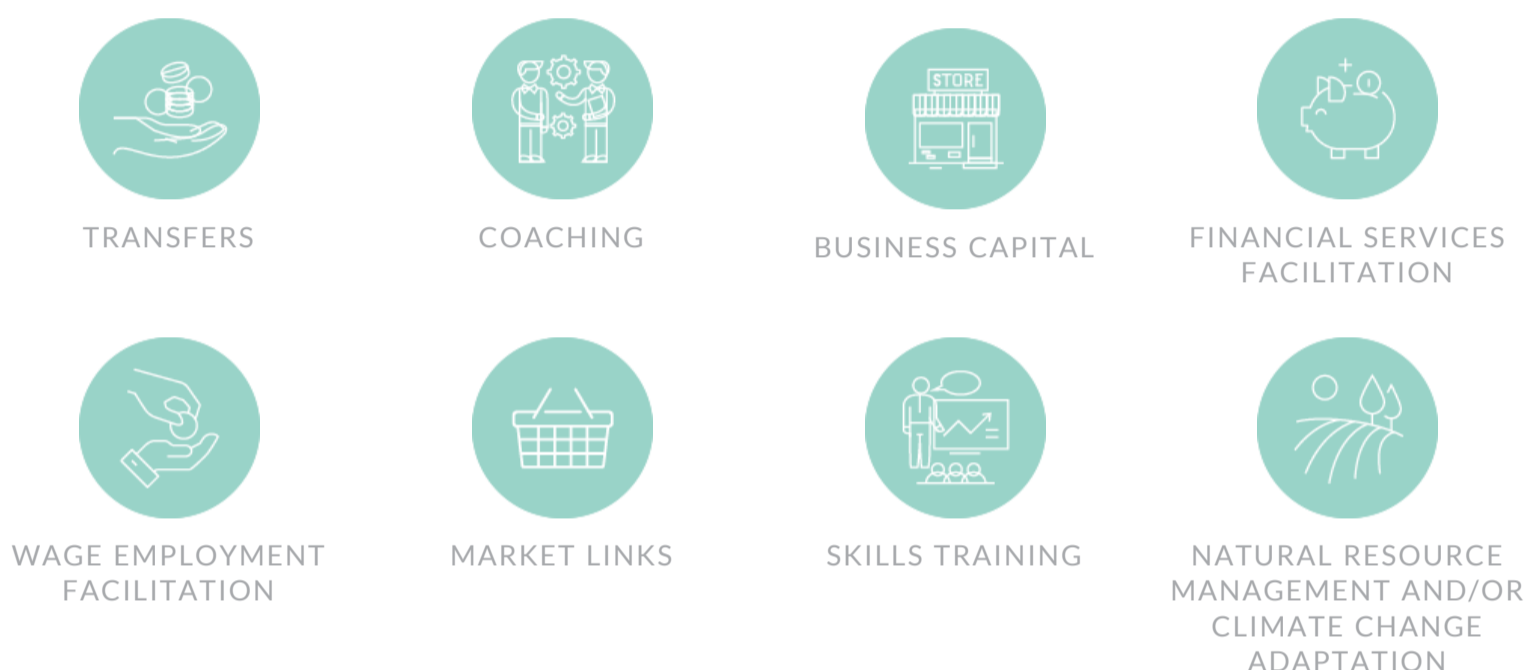 STORE
TRANSFERS
COACHING
BUSINESS CAPITAL
FINANCIAL SERVICES
FACILITATION
WAGE EMPLOYMENT
FACILITATION
MARKET LINKS
SKILLS TRAINING
NATURAL RESOURCE
MANAGEMENT AND/OR
CLIMATE CHANGE
ADAPTATION